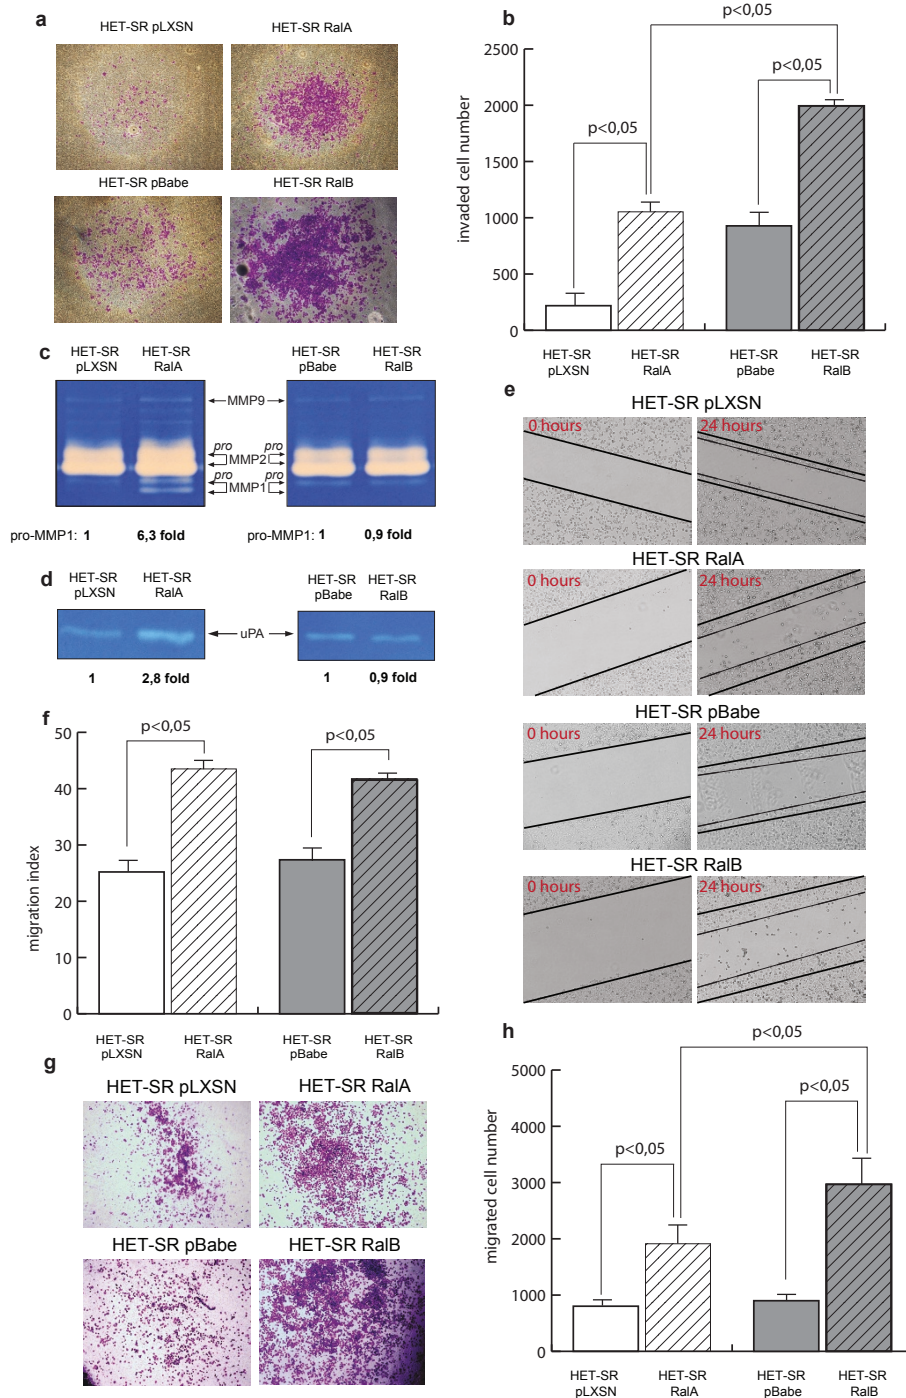 a
HET-SR pLXSN
HET-SR RalA
HET-SR pBabe
HET-SR RalB
b
p<0,05
p<0,05
p<0,05
invaded cell number
2500
2000
1500
1000
500
0
HET-SR
pLXSN
HET-SR
RalA
HET-SR
pBabe
HET-SR
RalB
c
HET-SR
pLXSN
HET-SR
RalA
HET-SR
pBabe
HET-SR
RalB
MMP9
pro pro
MMP2
pro pro
MMP1
pro-MMP1: 1 6,3 fold
pro-MMP1: 1 0,9 fold
d
HET-SR
pLXSN
HET-SR
RalA
HET-SR
pBabe
HET-SR
RalB
uPA
1 2,8 fold
1 0,9 fold
e
HET-SR pLXSN
0 hours 24 hours
HET-SR RalA
0 hours 24 hours
HET-SR pBabe
0 hours 24 hours
HET-SR RalB
0 hours 24 hours
f
p<0,05
p<0,05
migration index
50
40
30
20
10
0
HET-SR
pLXSN
HET-SR
RalA
HET-SR
pBabe
HET-SR
RalB
g
HET-SR pLXSN
HET-SR RalA
HET-SR pBabe
HET-SR RalB
h
p<0,05
p<0,05
p<0,05
migrated cell number
5000
4000
3000
2000
1000
0
HET-SR
pLXSN
HET-SR
RalA
HET-SR
pBabe
HET-SR
RalB